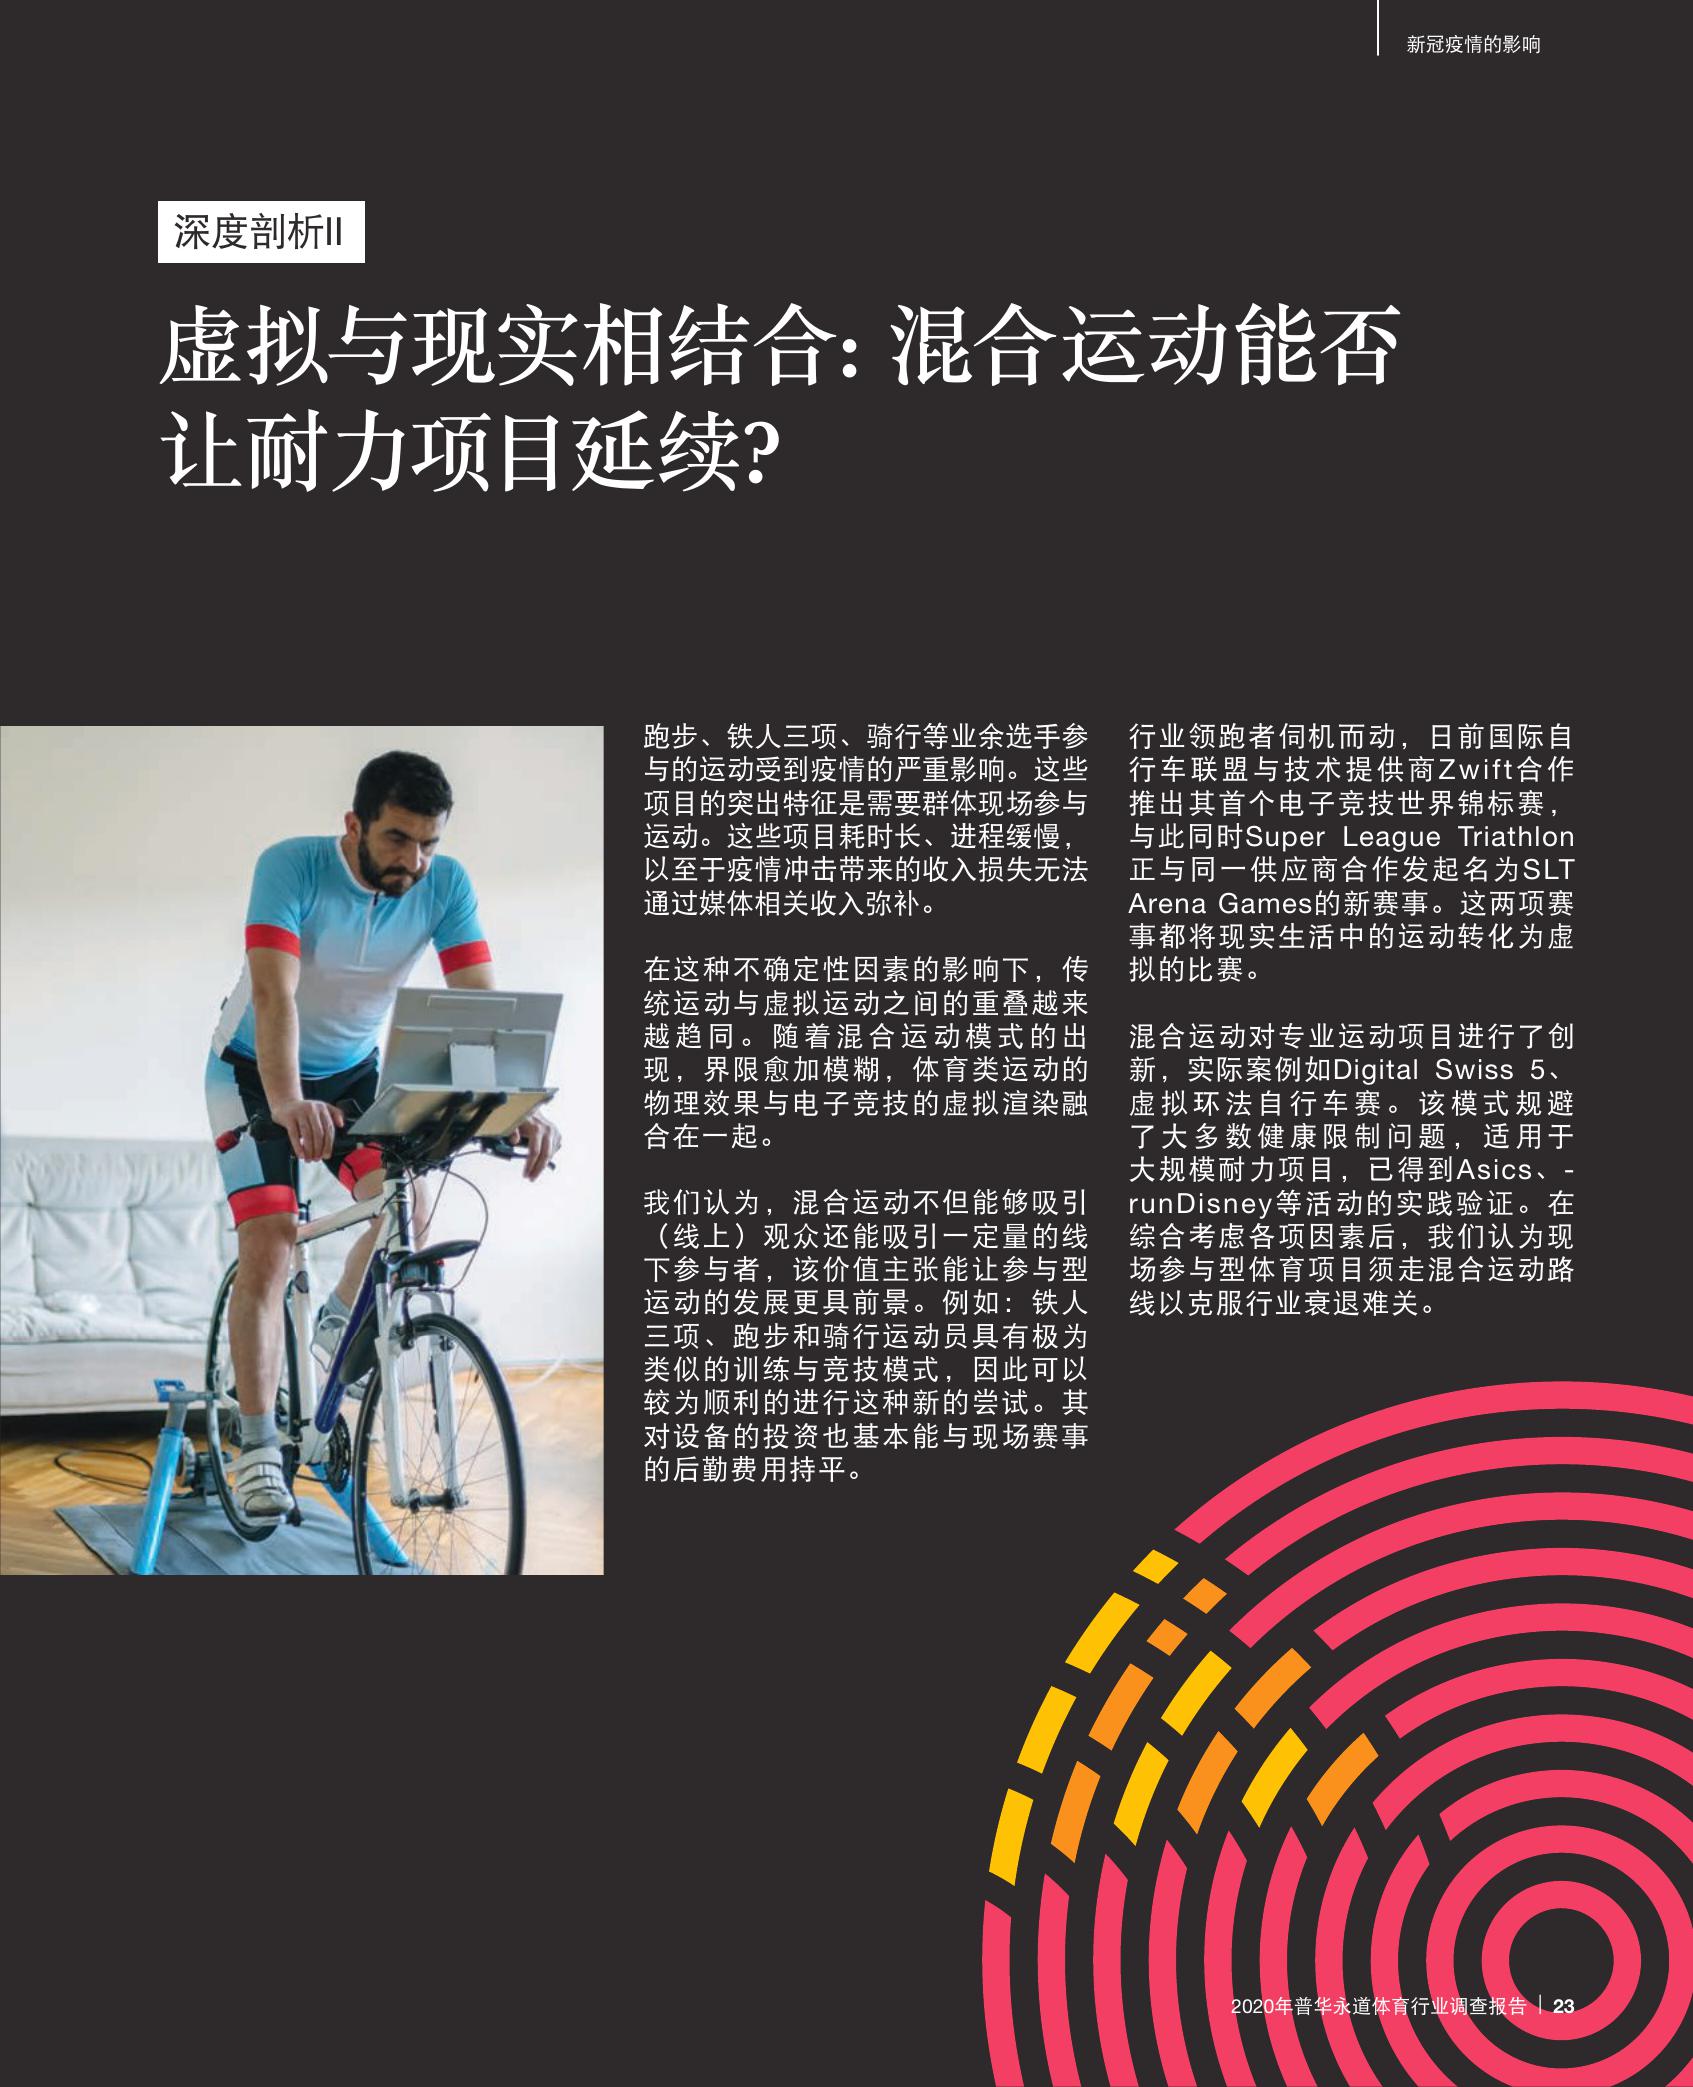 新冠疫情的影响
深度剖析II
虚拟与现实相结合：混合运动能否
让耐力项目延续？
跑步、铁人三项、骑行等业余选手参
与的运动受到疫情的严重影响。这些
项目的突出特征是需要群体现场参与
运动。这些项目耗时长、进程缓慢，
以至于疫情冲击带来的收入损失无法
通过媒体相关收入弥补。
在这种不确定性因素的影响下，传
统运动与虚拟运动之间的重叠越来
越趋同。随着混合运动模式的出
现，界限愈加模糊，体育类运动的
物理效果与电子竞技的虚拟渲染融
合在一起。
我们认为，混合运动不但能够吸引
（线上）观众还能吸引一定量的线
下参与者，该价值主张能让参与型
运动的发展更具前景。例如：铁人
三项、跑步和骑行运动员具有极为
类似的训练与竞技模式，因此可以
较为顺利的进行这种新的尝试。其
对设备的投资也基本能与现场赛事
的后勤费用持平。
行业领跑者伺机而动，日前国际自
行车联盟与技术提供商Zwift合作
推出其首个电子竞技世界锦标赛，
与此同时Super League Triathlon
正与同一供应商合作发起名为SLT
Arena Games的新赛事。这两项赛
事都将现实生活中的运动转化为虚
拟的比赛。
混合运动对专业运动项目进行了创
新，实际案例如Digital Swiss 5、
虚拟环法自行车赛。该模式规避
了大多数健康限制问题，适用于
大规模耐力项目，已得到Asics、-
runDisney等活动的实践验证。在
综合考虑各项因素后，我们认为现
场参与型体育项目须走混合运动路
线以克服行业衰退难关。
2020年普华永道体育行业调查报告 | 23